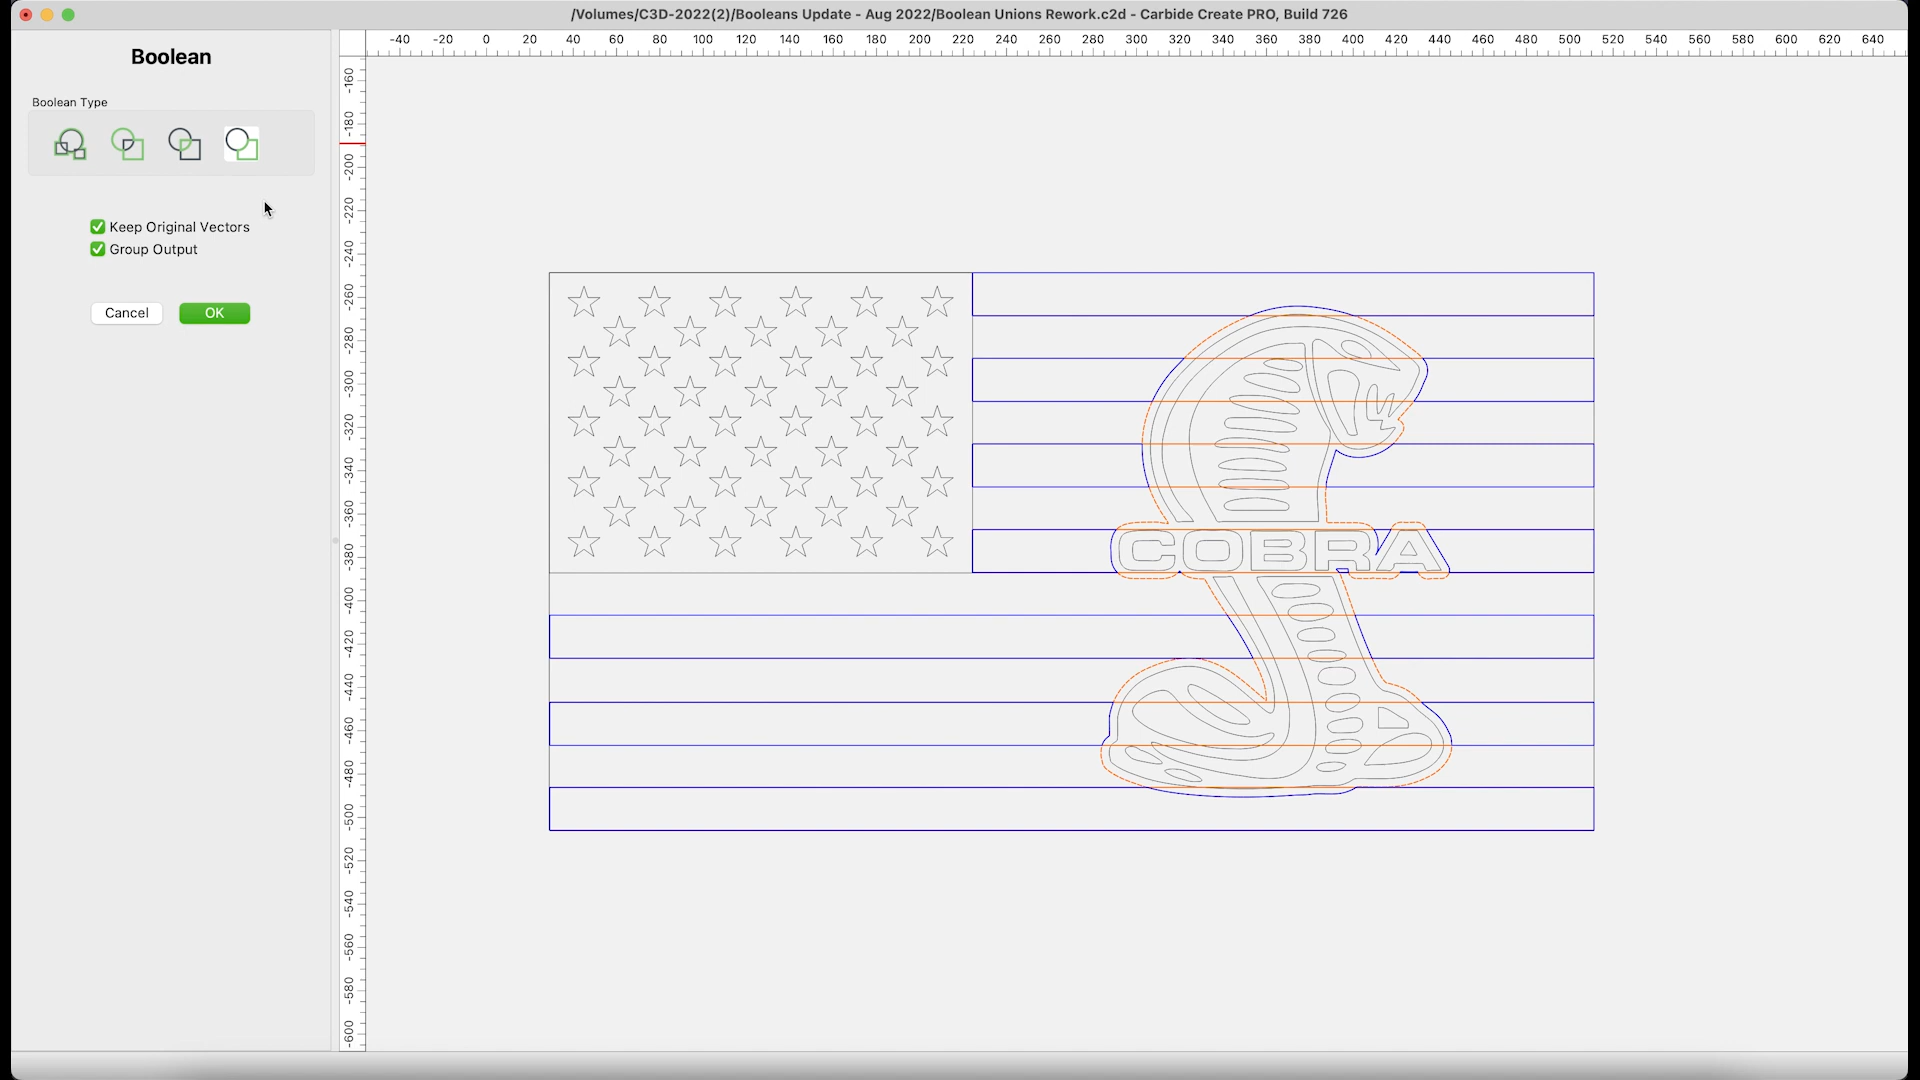 /Volumes/C3D-2022(2)/Booleans Update - Aug 2022/Boolean Unions Rework.c2d - Carbide Create PRO, Build 726
Boolean
Boolean Type
Keep Original Vectors
Group Output
Cancel
OK
-40 -20 0 20 40 60 80 100 120 140 160 180 200 220 240 260 280 300 320 340 360 380 400 420 440 460 480 500 520 540 560 580 600 620 640
-160
-180
-200
-220
-240
-260
-280
-300
-320
-340
-360
-380
-400
-420
-440
-460
-480
-500
-520
-540
-560
-580
-600
COBRA